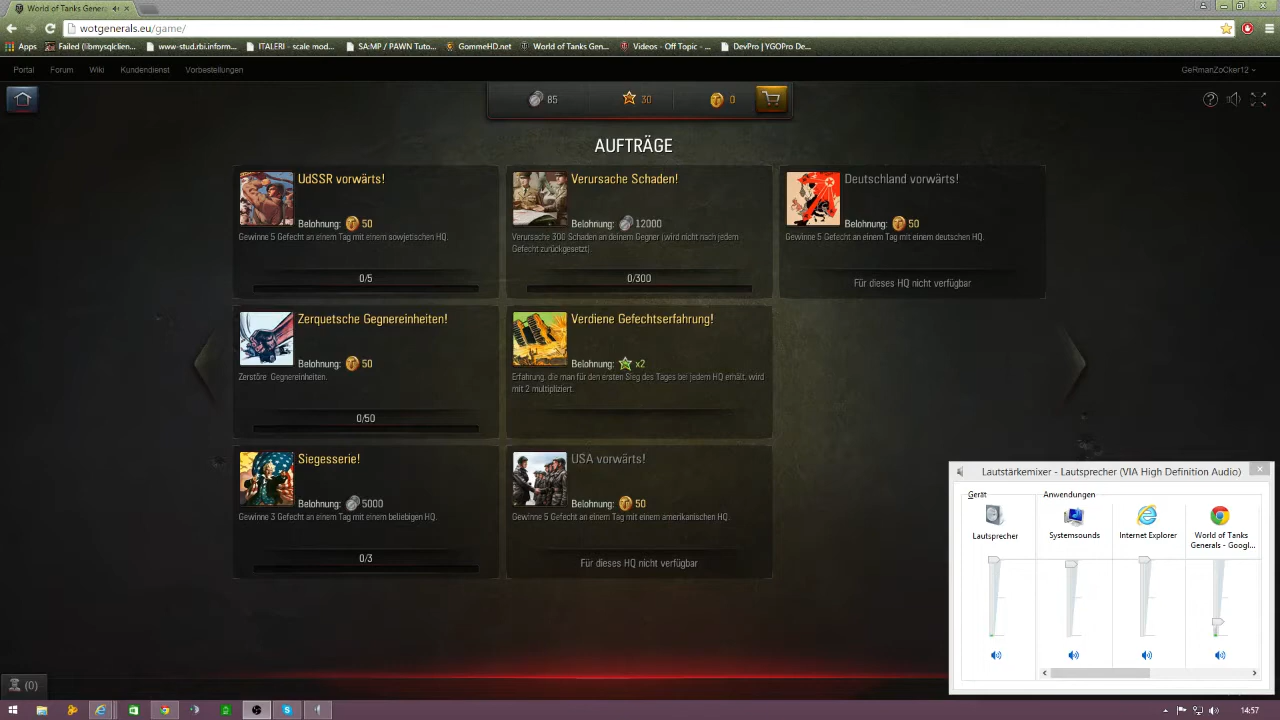 World of Tanks Gener
wotgenerals.eu/game/
Apps
Failed (libmysqlclien...
www-stud.rbi.inform...
ITALERI - scale mod...
SA:MP / PAWN Tuto...
GommeHD.net
World of Tanks Gen...
Videos - Off Topic - ...
DevPro | YGOPro De...
Portal
Forum
Wiki
Kundendienst
Vorbestellungen
GeRmanZoCker12
85
30
0
AUFTRÄGE
UdSSR vorwärts!
Belohnung: 50
Gewinne 5 Gefecht an einem Tag mit einem sowjetischen HQ.
0/5
Verursache Schaden!
Belohnung: 12000
Verursache 300 Schaden an deinem Gegner (wird nicht nach jedem
Gefecht zurückgesetzt).
0/300
Deutschland vorwärts!
Belohnung: 50
Gewinne 5 Gefecht an einem Tag mit einem deutschen HQ.
Für dieses HQ nicht verfügbar
Zerquetsche Gegnereinheiten!
Belohnung: 50
Zerstöre Gegnereinheiten.
0/50
Verdiene Gefechtserfahrung!
Belohnung: x2
Erfahrung, die man für den ersten Sieg des Tages bei jedem HQ erhält, wird
mit 2 multipliziert.
Siegesserie!
Belohnung: 5000
Gewinne 3 Gefecht an einem Tag mit einem beliebigen HQ.
0/3
USA vorwärts!
Belohnung: 50
Gewinne 5 Gefecht an einem Tag mit einem amerikanischen HQ.
Für dieses HQ nicht verfügbar
Lautstärkemixer - Lautsprecher (VIA High Definition Audio)
Gerät
Anwendungen
Lautsprecher
Systemsounds
Internet Explorer
World of Tanks
Generals - Googl...
(0)
14:57